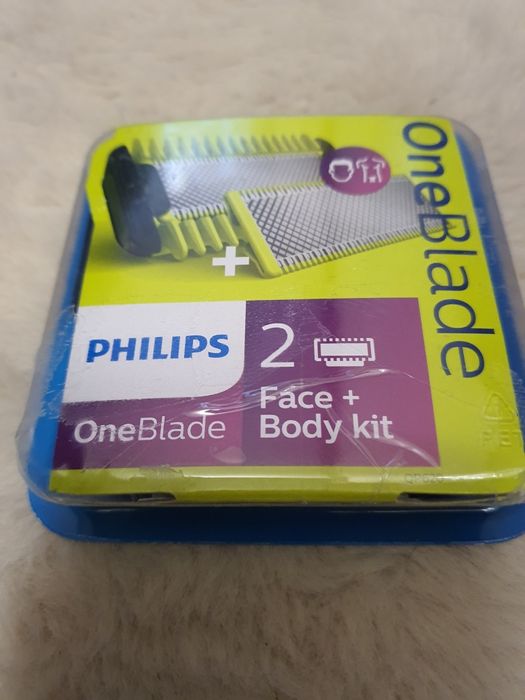 OneBlade
+
PHILIPS
OneBlade
2
Face +
Body kit